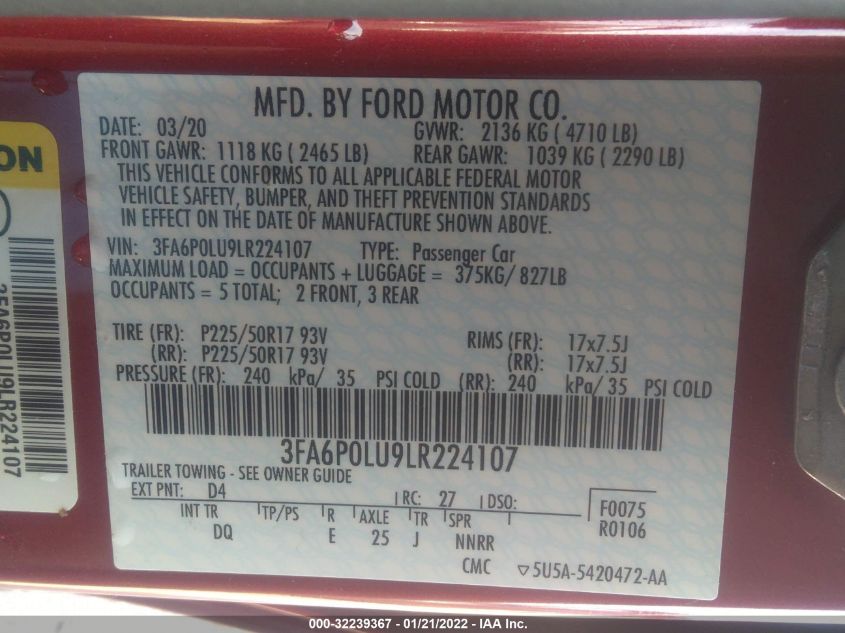 MFD. BY FORD MOTOR CO.
DATE: 03/20 GVWR: 2136 KG ( 4710 LB)
FRONT GAWR: 1118 KG ( 2465 LB) REAR GAWR: 1039 KG ( 2290 LB)
THIS VEHICLE CONFORMS TO ALL APPLICABLE FEDERAL MOTOR
VEHICLE SAFETY, BUMPER, AND THEFT PREVENTION STANDARDS
IN EFFECT ON THE DATE OF MANUFACTURE SHOWN ABOVE.
VIN: 3FA6P0LU9LR224107 TYPE: Passenger Car
MAXIMUM LOAD = OCCUPANTS + LUGGAGE = 375KG/ 827LB
OCCUPANTS = 5 TOTAL; 2 FRONT, 3 REAR
TIRE (FR): P225/50R17 93V RIMS (FR): 17x7.5J
(RR): P225/50R17 93V (RR): 17x7.5J
PRESSURE (FR): 240 kPa/ 35 PSI COLD (RR): 240 kPa/ 35 PSI COLD
3FA6P0LU9LR224107
TRAILER TOWING - SEE OWNER GUIDE
EXT PNT: D4 RC: 27 DSO: F0075
INT TR TP/PS R AXLE TR SPR R0106
DQ E 25 J NNRR
CMC ▽5U5A-5420472-AA
ON
3FA6P0LU9LR224107
000-32239367 - 01/21/2022 - IAA Inc.